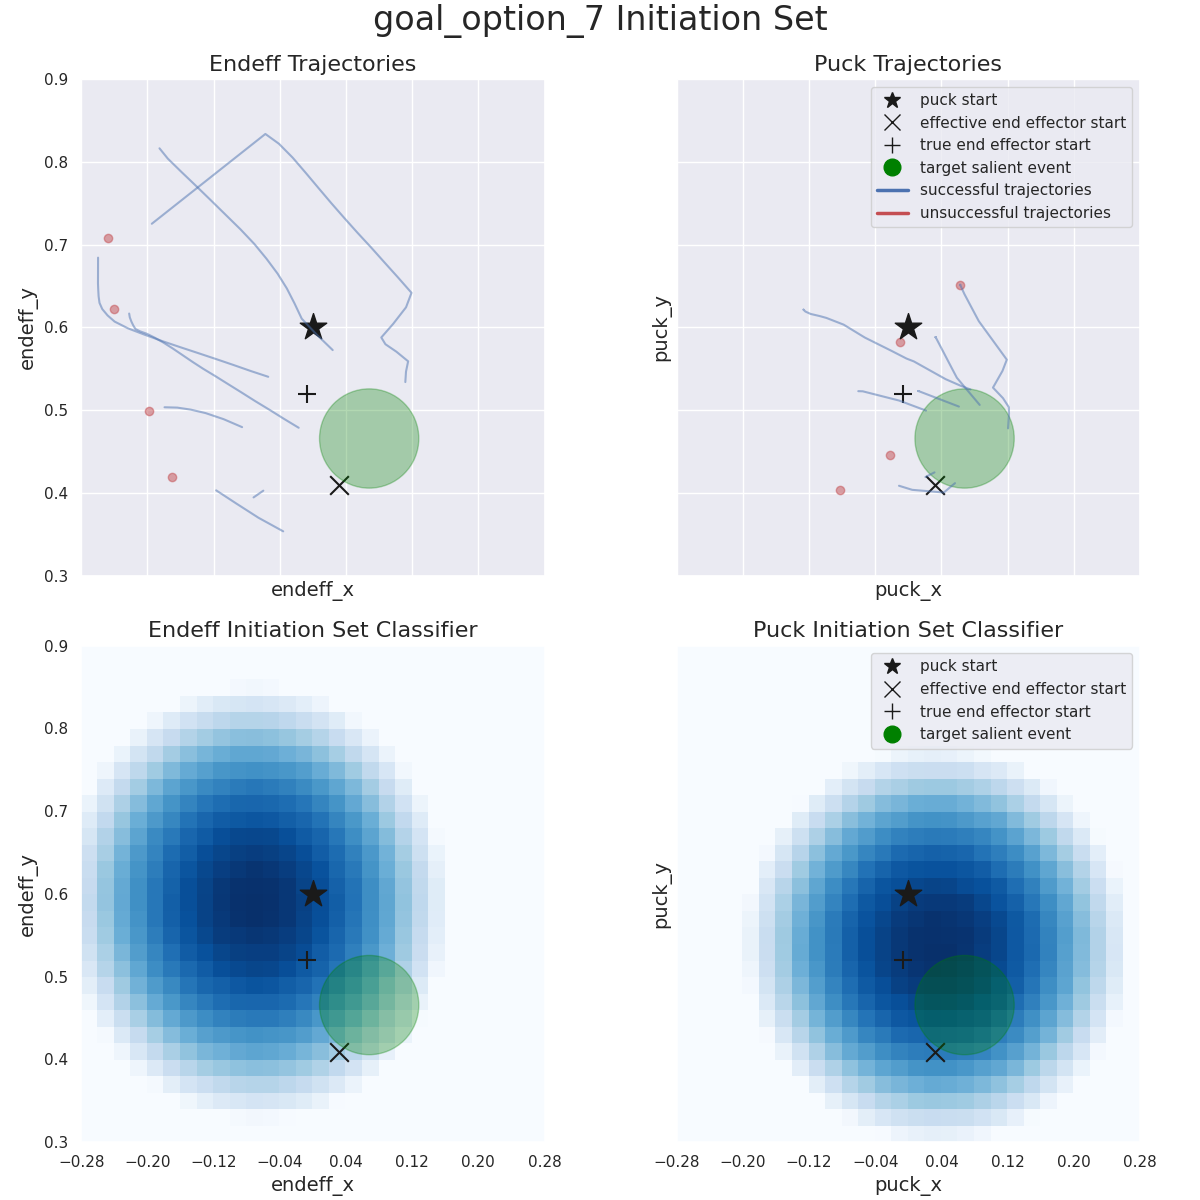 goal_option_7 Initiation Set
Endeff Trajectories
Puck Trajectories
0.9
0.8
0.7
0.6
0.5
0.4
0.3
endeff_y
endeff_x
puck_y
puck_x
puck start
effective end effector start
true end effector start
target salient event
successful trajectories
unsuccessful trajectories
Endeff Initiation Set Classifier
Puck Initiation Set Classifier
0.9
0.8
0.7
0.6
0.5
0.4
0.3
endeff_y
puck_y
puck start
effective end effector start
true end effector start
target salient event
−0.28 −0.20 −0.12 −0.04 0.04 0.12 0.20 0.28
endeff_x
−0.28 −0.20 −0.12 −0.04 0.04 0.12 0.20 0.28
puck_x